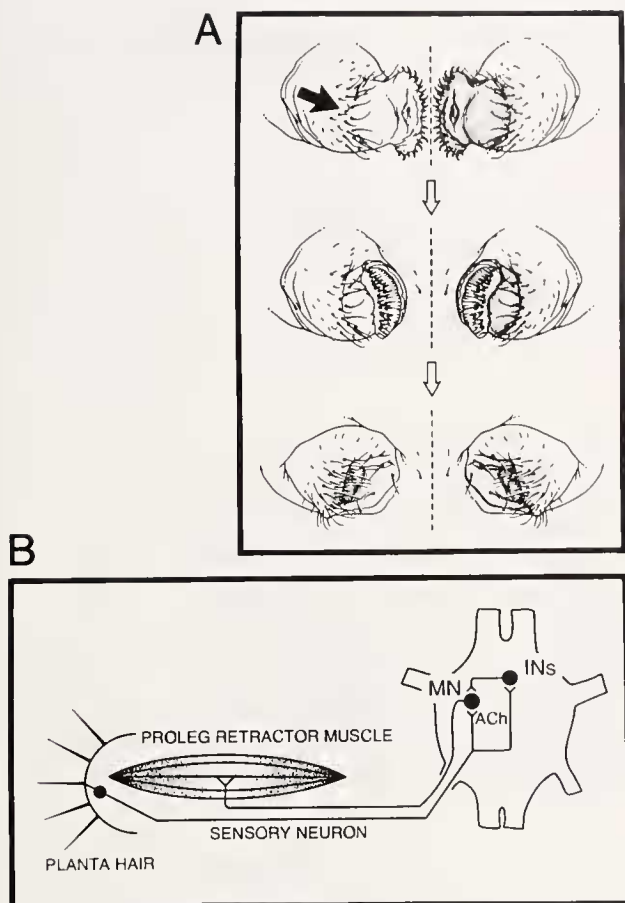 A
B
INs
MN
ACh
PROLEG RETRACTOR MUSCLE
SENSORY NEURON
PLANTA HAIR